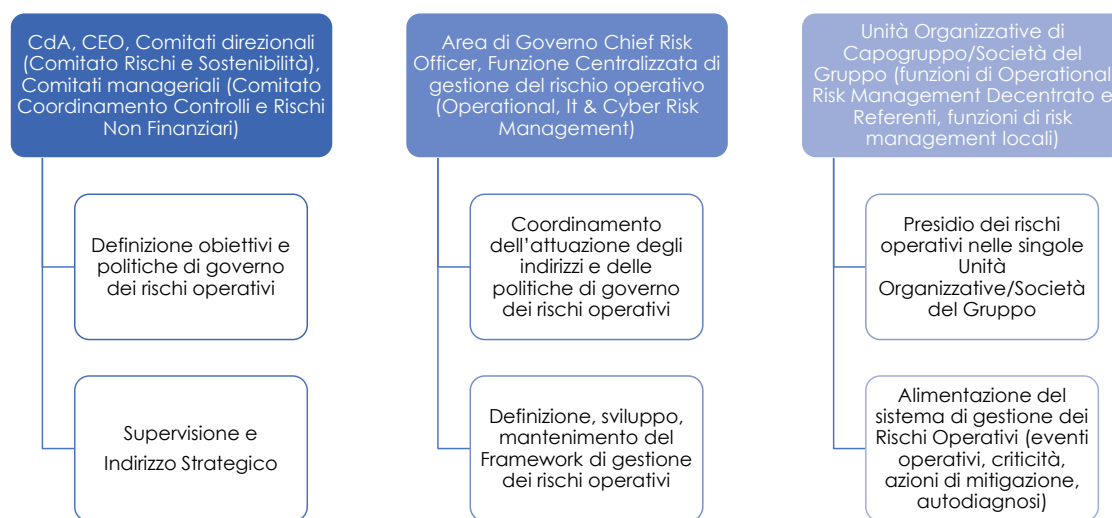 CdA, CEO, Comitati direzionali
(Comitato Rischi e Sostenibilità),
Comitati manageriali (Comitato
Coordinamento Controlli e Rischi
Non Finanziari)
Definizione obiettivi e
politiche di governo
dei rischi operativi
Supervisione e
Indirizzo Strategico
Area di Governo Chief Risk
Officer, Funzione Centralizzata di
gestione del rischio operativo
(Operational, It & Cyber Risk
Management)
Coordinamento
dell'attuazione degli
indirizzi e delle
politiche di governo
dei rischi operativi
Definizione, sviluppo,
mantenimento del
Framework di gestione
dei rischi operativi
Unità Organizzative di
Capogruppo/Società del
Gruppo (funzioni di Operational
Risk Management Decentrato e
Referenti, funzioni di risk
management locali)
Presidio dei rischi
operativi nelle singole
Unità
Organizzative/Società
del Gruppo
Alimentazione del
sistema di gestione dei
Rischi Operativi (eventi
operativi, criticità,
azioni di mitigazione,
autodiagnosi)